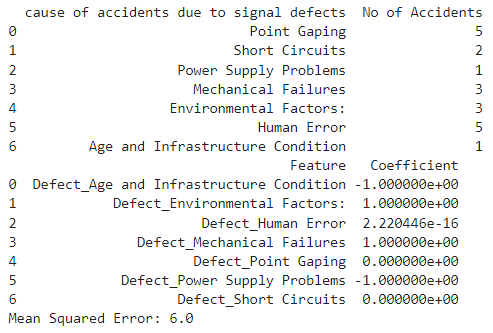 cause of accidents due to signal defects No of Accidents
0 Point Gaping 5
1 Short Circuits 2
2 Power Supply Problems 1
3 Mechanical Failures 3
4 Environmental Factors: 3
5 Human Error 5
6 Age and Infrastructure Condition 1
Feature Coefficient
0 Defect_Age and Infrastructure Condition -1.000000e+00
1 Defect_Environmental Factors: 1.000000e+00
2 Defect_Human Error 2.220446e-16
3 Defect_Mechanical Failures 1.000000e+00
4 Defect_Point Gaping 0.000000e+00
5 Defect_Power Supply Problems -1.000000e+00
6 Defect_Short Circuits 0.000000e+00
Mean Squared Error: 6.0